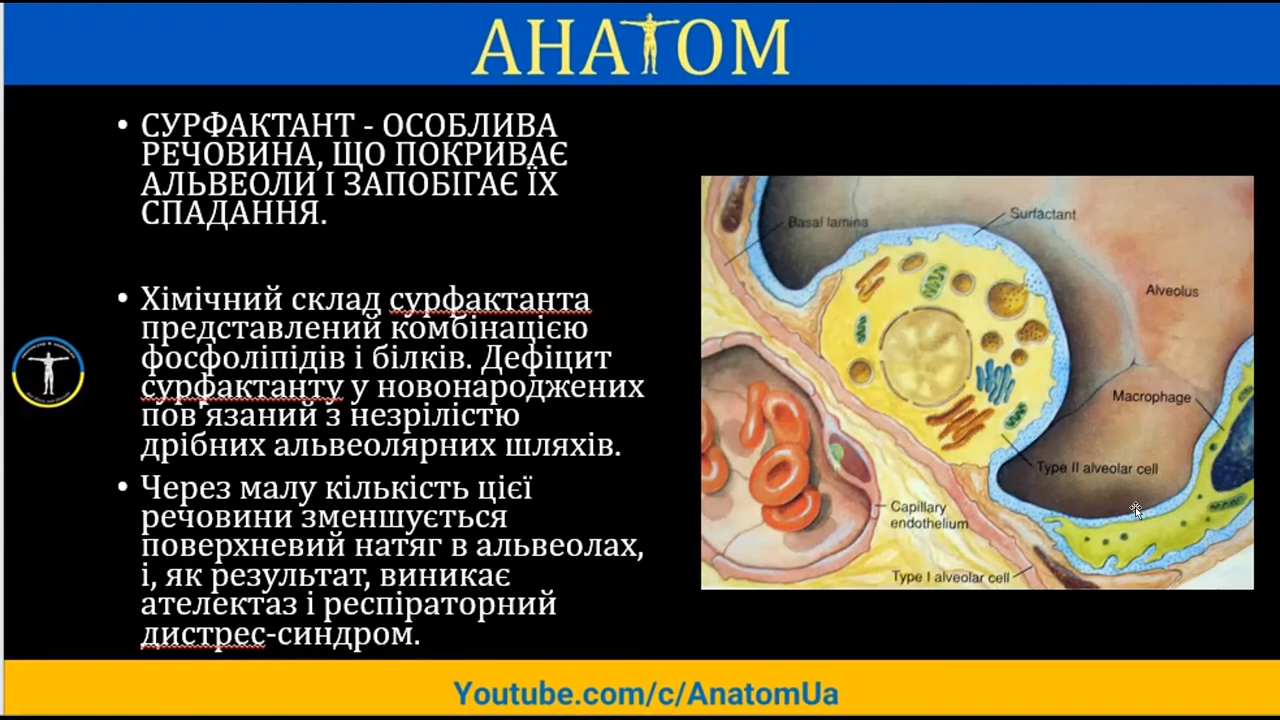 АНАТОМ
• СУРФАКТАНТ - ОСОБЛИВА
РЕЧОВИНА, ЩО ПОКРИВАЄ
АЛЬВЕОЛИ І ЗАПОБІГАЄ ЇХ
СПАДАННЯ.
• Хімічний склад сурфактанта
представлений комбінацією
фосфоліпідів і білків. Дефіцит
сурфактанту у новонароджених
пов'язаний з незрілістю
дрібних альвеолярних шляхів.
• Через малу кількість цієї
речовини зменшується
поверхневий натяг в альвеолах,
і, як результат, виникає
ателектаз і респіраторний
дистрес-синдром.
Basal lamina
Surfactant
Alveolus
Macrophage
Type II alveolar cell
Capillary
endothelium
Type I alveolar cell
Youtube.com/c/AnatomUa